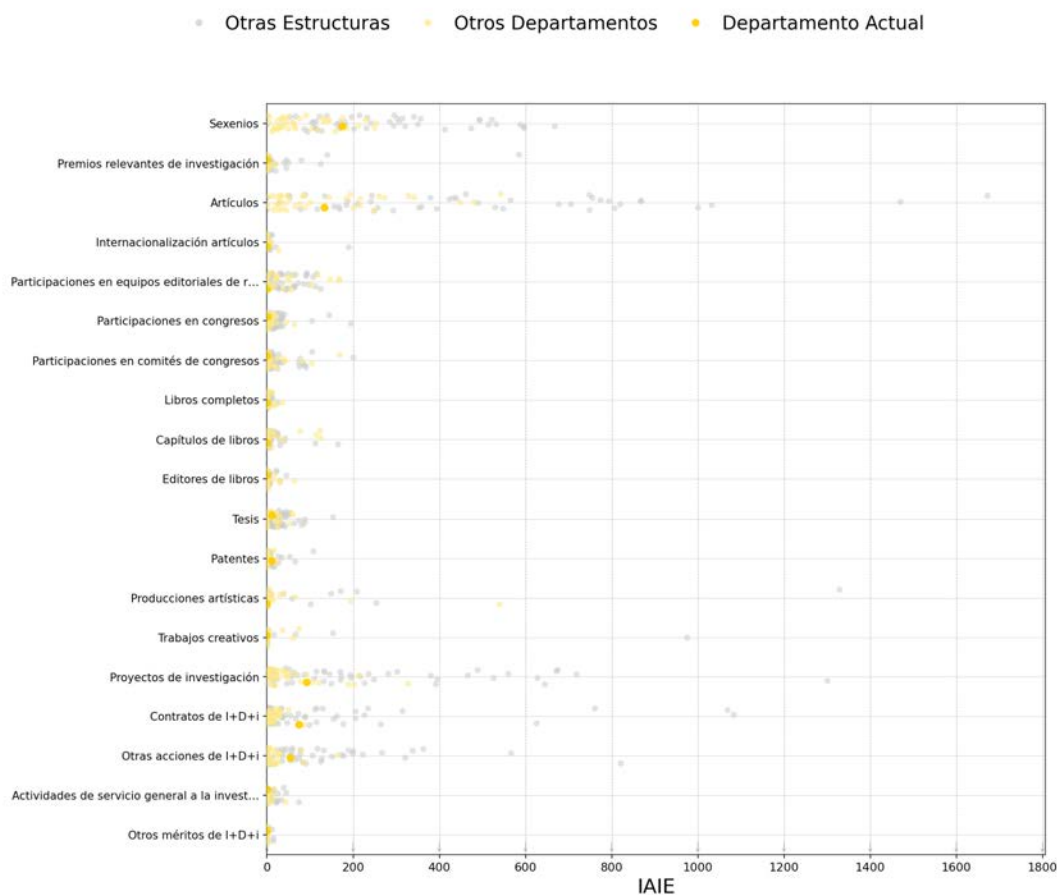 Otras Estructuras Otros Departamentos Departamento Actual
Sexenios
Premios relevantes de investigación
Artículos
Internacionalización artículos
Participaciones en equipos editoriales de r...
Participaciones en congresos
Participaciones en comités de congresos
Libros completos
Capítulos de libros
Editores de libros
Tesis
Patentes
Producciones artísticas
Trabajos creativos
Proyectos de investigación
Contratos de I+D+i
Otras acciones de I+D+i
Actividades de servicio general a la invest...
Otros méritos de I+D+i
0 200 400 600 800 1000 1200 1400 1600 1800
IAIE